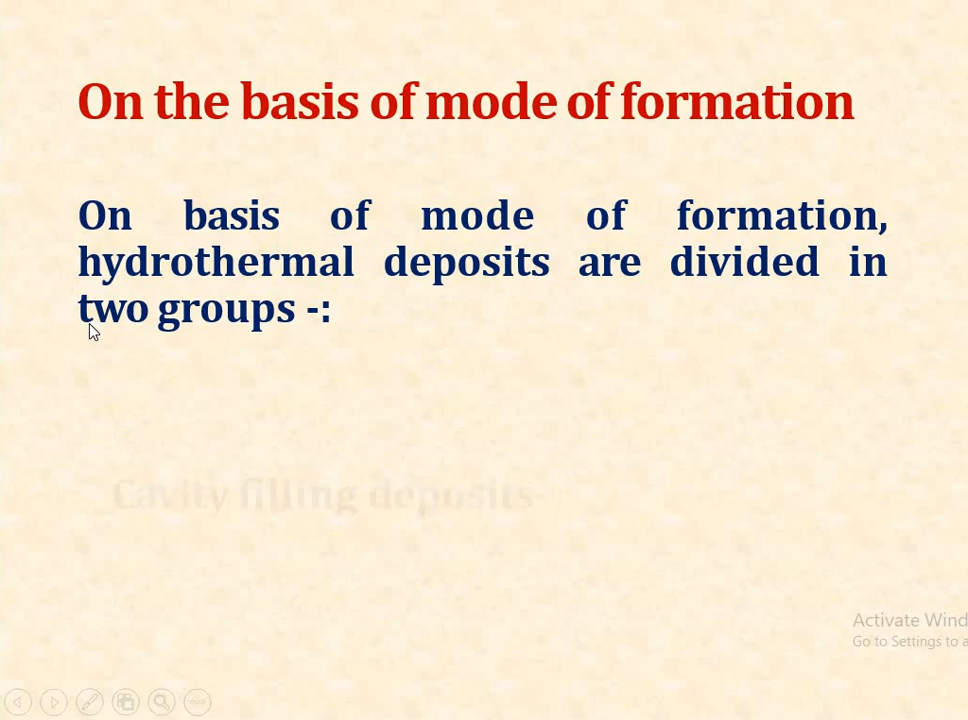 On the basis of mode of formation
On basis of mode of formation,
hydrothermal deposits are divided in
two groups -:
Cavity filling deposits
Activate Wind
Go to Settings to a